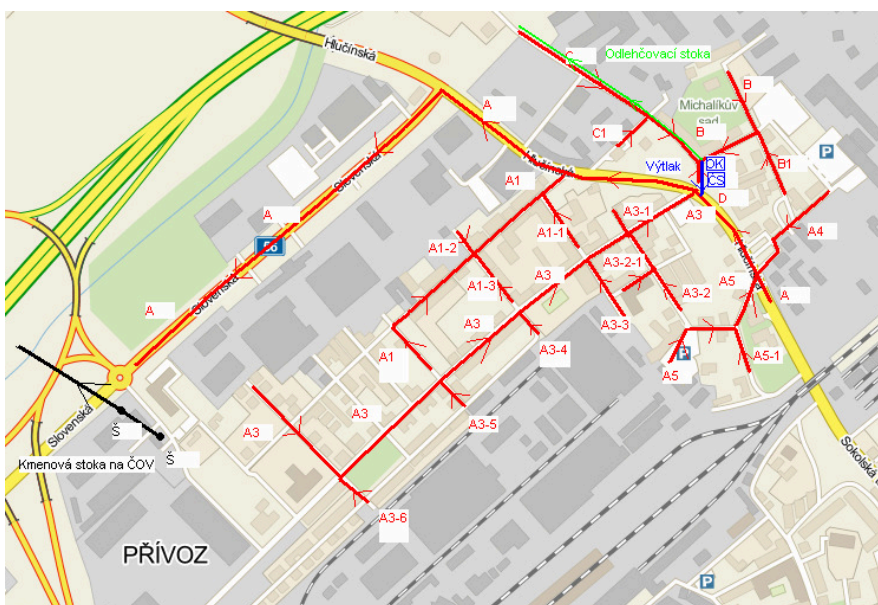 Hlučínská
C
Odlehčovací stoka
B
Michalíkův
sad
A
C1
B
P
Slovenská
Hlučínská
Výtlak
OK
ČS
B1
A1
D
A3
A3-1
A1-1
A4
A
56
A1-2
A3
A3-2-1
Hlučínská
A5
A1-3
A3-2
A
Slovenská
A
A3
A3-3
A3-4
A1
P
A5
A5-1
Slovenská
A3
A3
A3-5
Š
Š
Kmenová stoka na ČOV
Sokolská t
A3-6
PŘÍVOZ
P